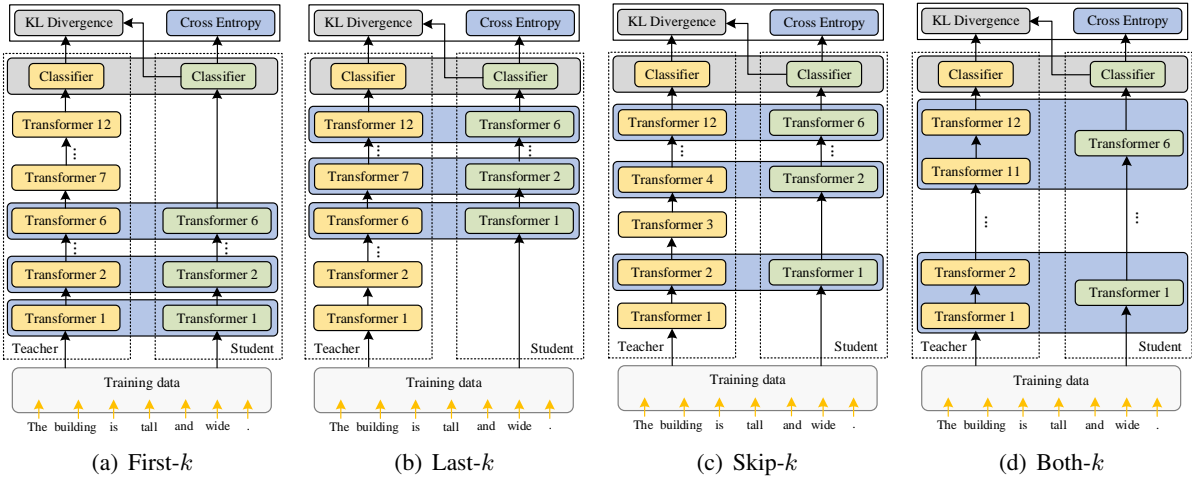 KL Divergence
Cross Entropy
Classifier
Classifier
Transformer 12
⋮
Transformer 7
Transformer 6
Transformer 6
⋮
⋮
Transformer 2
Transformer 2
Transformer 1
Transformer 1
Teacher
Student
Training data
The building is tall and wide .
(a) First-k
KL Divergence
Cross Entropy
Classifier
Classifier
Transformer 12
Transformer 6
⋮
⋮
Transformer 7
Transformer 2
Transformer 6
Transformer 1
⋮
Transformer 2
Transformer 1
Teacher
Student
Training data
The building is tall and wide .
(b) Last-k
KL Divergence
Cross Entropy
Classifier
Classifier
Transformer 12
Transformer 6
⋮
⋮
Transformer 4
Transformer 2
Transformer 3
Transformer 2
Transformer 1
Transformer 1
Teacher
Student
Training data
The building is tall and wide .
(c) Skip-k
KL Divergence
Cross Entropy
Classifier
Classifier
Transformer 12
Transformer 6
Transformer 11
⋮
⋮
Transformer 2
Transformer 1
Transformer 1
Teacher
Student
Training data
The building is tall and wide .
(d) Both-k